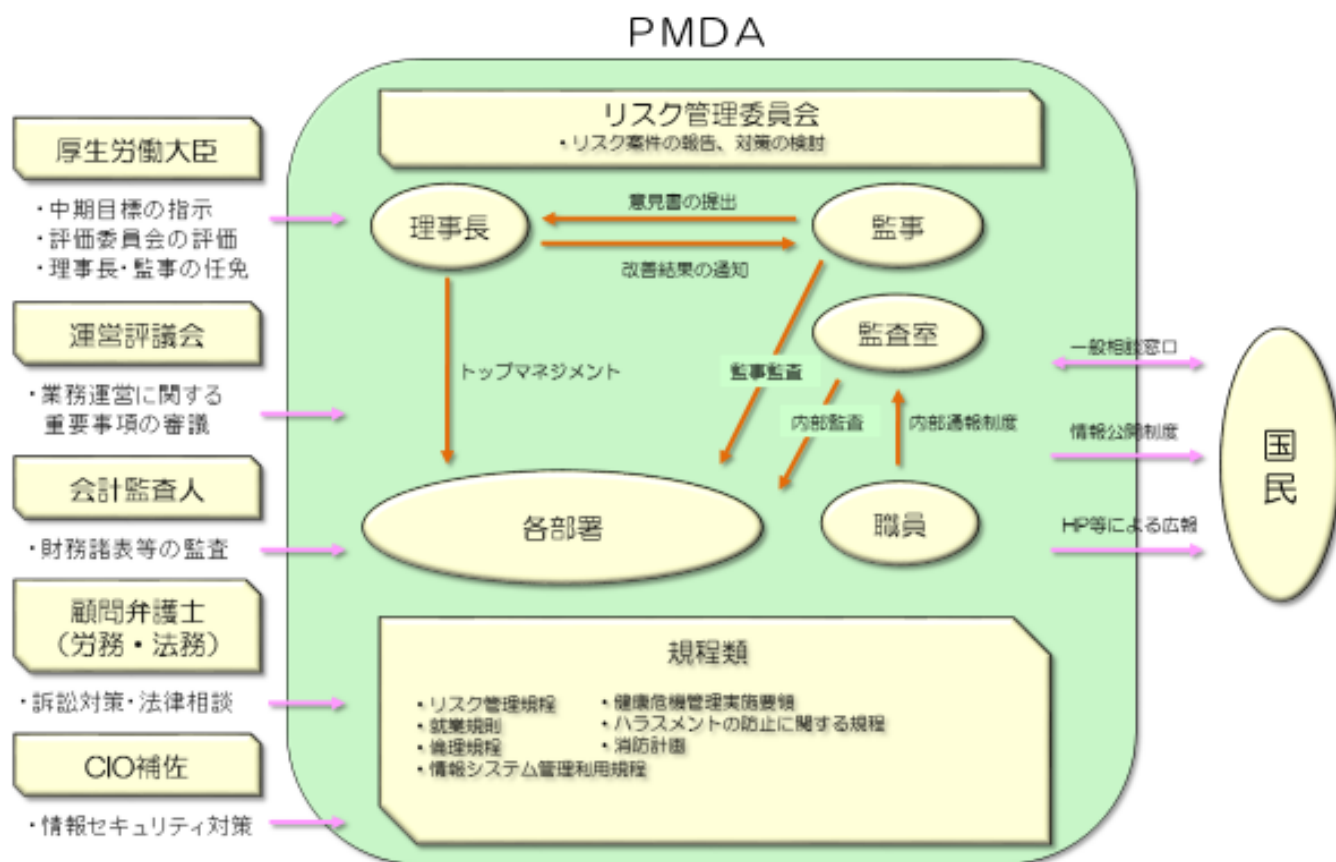 PMDA
リスク管理委員会
・リスク案件の報告、対策の検討
厚生労働大臣
・中期目標の指示
・評価委員会の評価
・理事長・監事の任免
運営評議会
・業務運営に関する
重要事項の審議
会計監査人
・財務諸表等の監査
顧問弁護士
(労務・法務)
・訴訟対策・法律相談
CIO補佐
・情報セキュリティ対策
理事長
意見書の提出
監事
改善結果の通知
監査室
トップマネジメント
監事監査
内部監査
内部通報制度
各部署
職員
一般相談窓口
情報公開制度
HP等による広報
国民
規程類
・リスク管理規程
・就業規則
・倫理規程
・情報システム管理利用規程
・健康危機管理実施要領
・ハラスメントの防止に関する規程
・消防計画